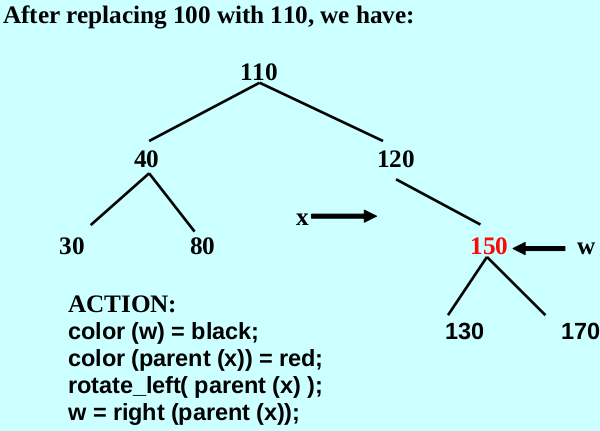 After replacing 100 with 110, we have:
110
40
120
x
30
80
150
w
ACTION:
130
170
color (w) = black;
color (parent (x)) = red;
rotate_left( parent (x) );
w = right (parent (x));